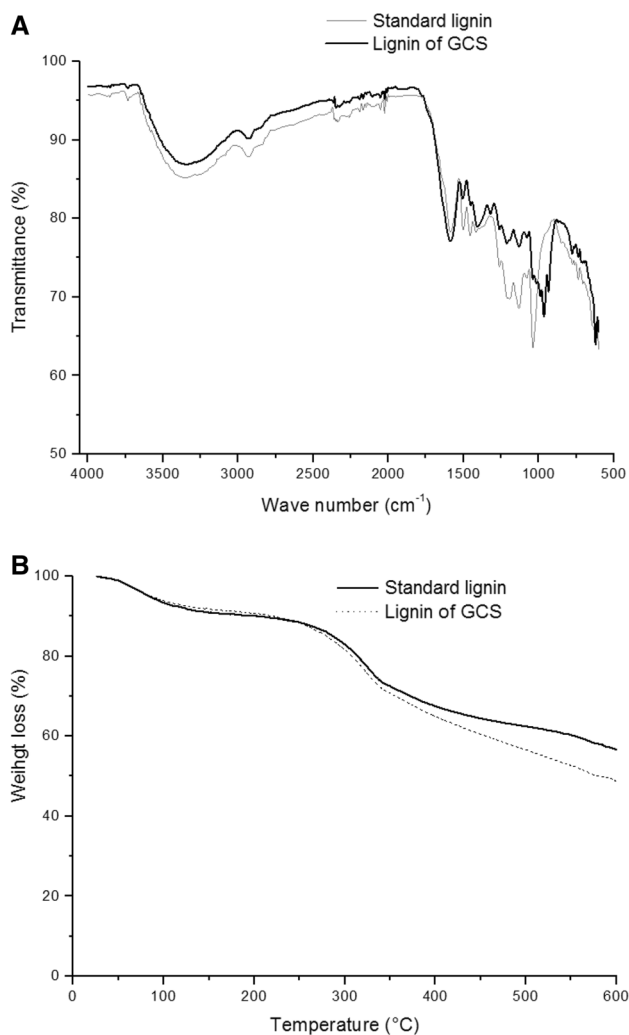 A
Standard lignin
Lignin of GCS
100
90
80
70
60
50
Transmittance (%)
4000 3500 3000 2500 2000 1500 1000 500
Wave number (cm⁻¹)
B
Standard lignin
Lignin of GCS
100
80
60
40
20
0
Weihgt loss (%)
0 100 200 300 400 500 600
Temperature (°C)